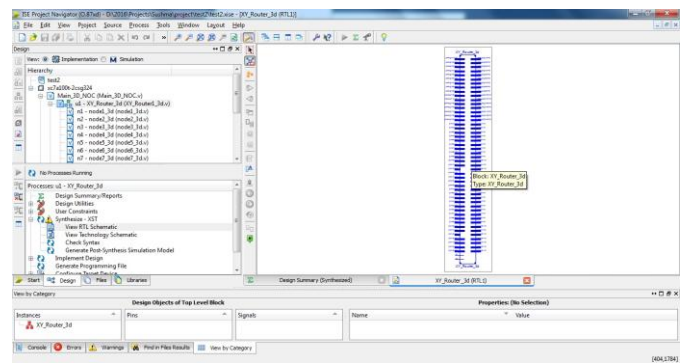 ISE Project Navigator (O.87xd) - D:\2016\Projects\Sushma\project\test2\test2.xise - [XY_Router_3d (RTL1)]
File Edit View Project Source Process Tools Window Layout Help
Design
View: Implementation Simulation
Hierarchy
test2
xc7a100t-2csg324
Main_3D_NOC (Main_3D_NOC.v)
u1 - XY_Router_3d (XY_Router1_3d.v)
n1 - node1_3d (node1_3d.v)
n2 - node2_3d (node2_3d.v)
n3 - node3_3d (node3_3d.v)
n4 - node4_3d (node4_3d.v)
n5 - node5_3d (node5_3d.v)
n6 - node6_3d (node6_3d.v)
n7 - node7_3d (node7_3d.v)
No Processes Running
Processes: u1 - XY_Router_3d
Design Summary/Reports
Design Utilities
User Constraints
Synthesize - XST
View RTL Schematic
View Technology Schematic
Check Syntax
Generate Post-Synthesis Simulation Model
Implement Design
Generate Programming File
Configure Target Device
Start Design Files Libraries
Block: XY_Router_3d
Type: XY_Router_3d
Design Summary (Synthesized) XY_Router_3d (RTL1)
View by Category
Design Objects of Top Level Block Properties: (No Selection)
Instances Pins Signals Name Value
XY_Router_3d
Console Errors Warnings Find in Files Results View by Category
[404,1784]